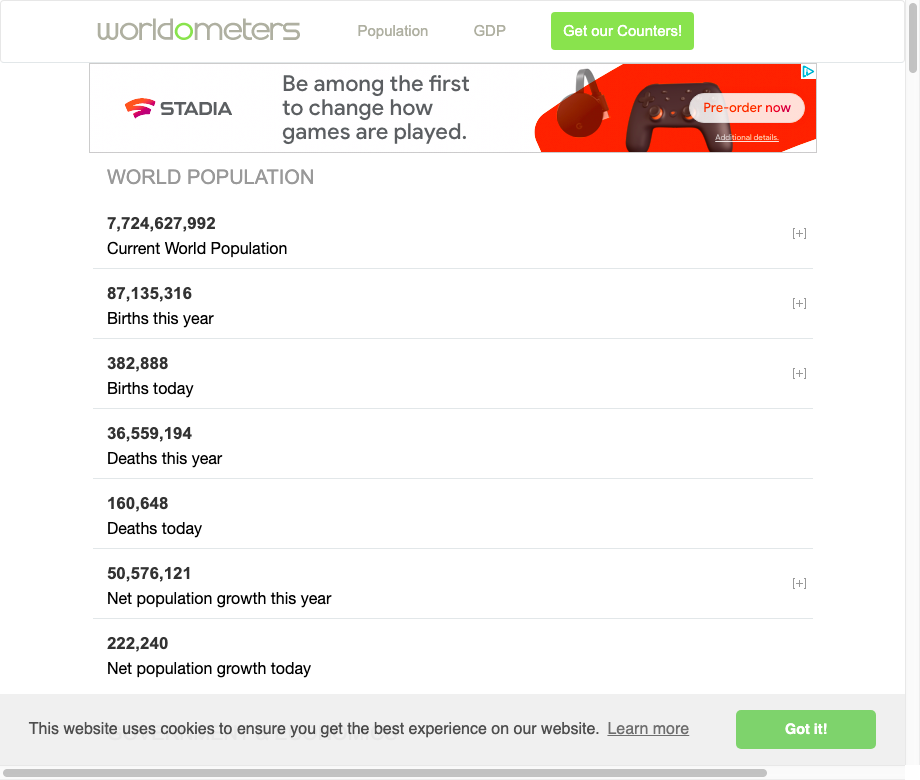 worldometers
Population
GDP
Get our Counters!
STADIA
Be among the first
to change how
games are played.
Pre-order now
Additional details.
WORLD POPULATION
7,724,627,992
Current World Population
[+]
87,135,316
Births this year
[+]
382,888
Births today
[+]
36,559,194
Deaths this year
160,648
Deaths today
50,576,121
Net population growth this year
[+]
222,240
Net population growth today
This website uses cookies to ensure you get the best experience on our website. Learn more
Got it!